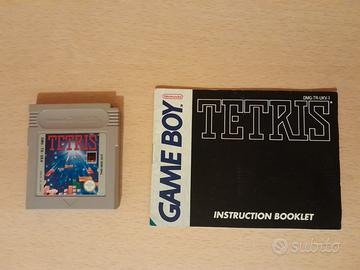 TETRIS
Nintendo
GAME BOY
DMG-TR-UKV-1
TETRIS
INSTRUCTION BOOKLET
subito